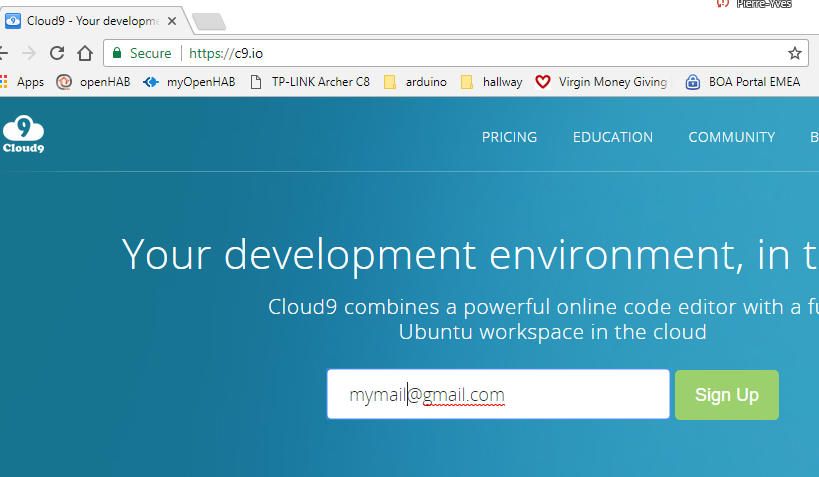 Pierre-Yves
Cloud9 - Your developme
Secure https://c9.io
Apps openHAB myOpenHAB TP-LINK Archer C8 arduino hallway Virgin Money Giving BOA Portal EMEA
9
Cloud9
PRICING EDUCATION COMMUNITY B
Your development environment, in t
Cloud9 combines a powerful online code editor with a fu
Ubuntu workspace in the cloud
mymail@gmail.com Sign Up